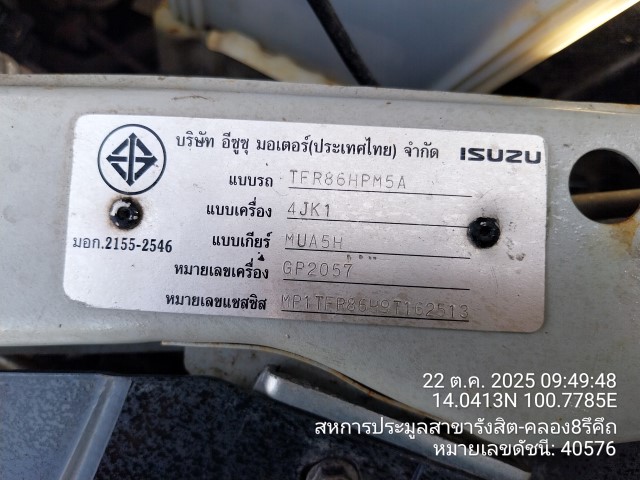 บริษัท อีซูซุ มอเตอร์(ประเทศไทย) จำกัด ISUZU
แบบรถ TFR86HPM5A
แบบเครื่อง 4JK1
มอก.2155-2546
แบบเกียร์ MUA5H
หมายเลขเครื่อง GP2057
หมายเลขแชสซิส MP1TFR86H9T162513
22 ต.ค. 2025 09:49:48
14.0413N 100.7785E
สหการประมูลสาขารังสิต-คลอง8รีคึถ
หมายเลขดัชนี: 40576